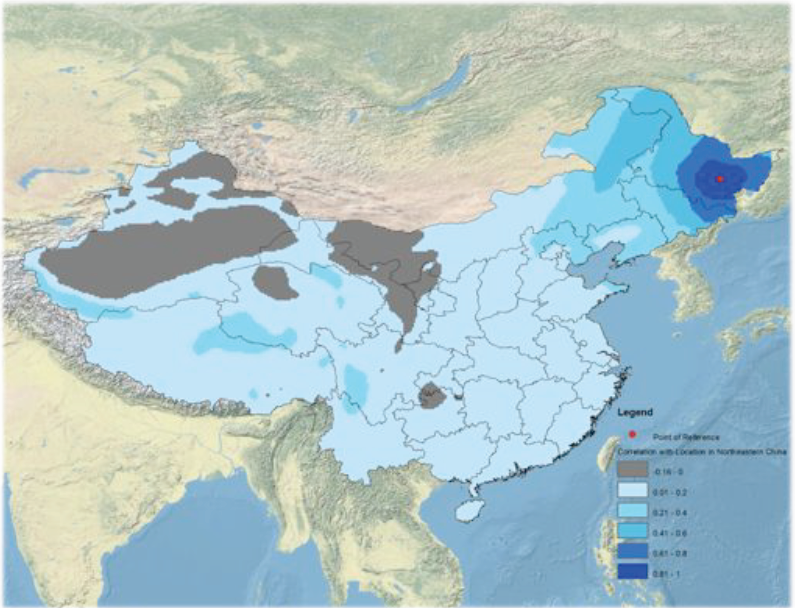 Legend
Point of Reference
Correlation with Location in Northeastern China
-0.16 - 0
0.01 - 0.2
0.21 - 0.4
0.41 - 0.6
0.61 - 0.8
0.81 - 1